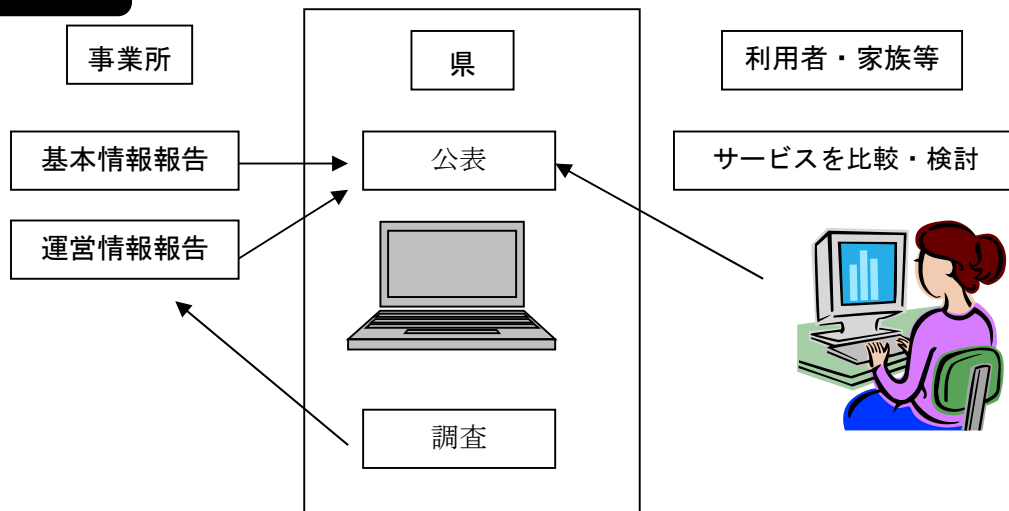 事業所
県
利用者・家族等
基本情報報告
公表
サービスを比較・検討
運営情報報告
調査